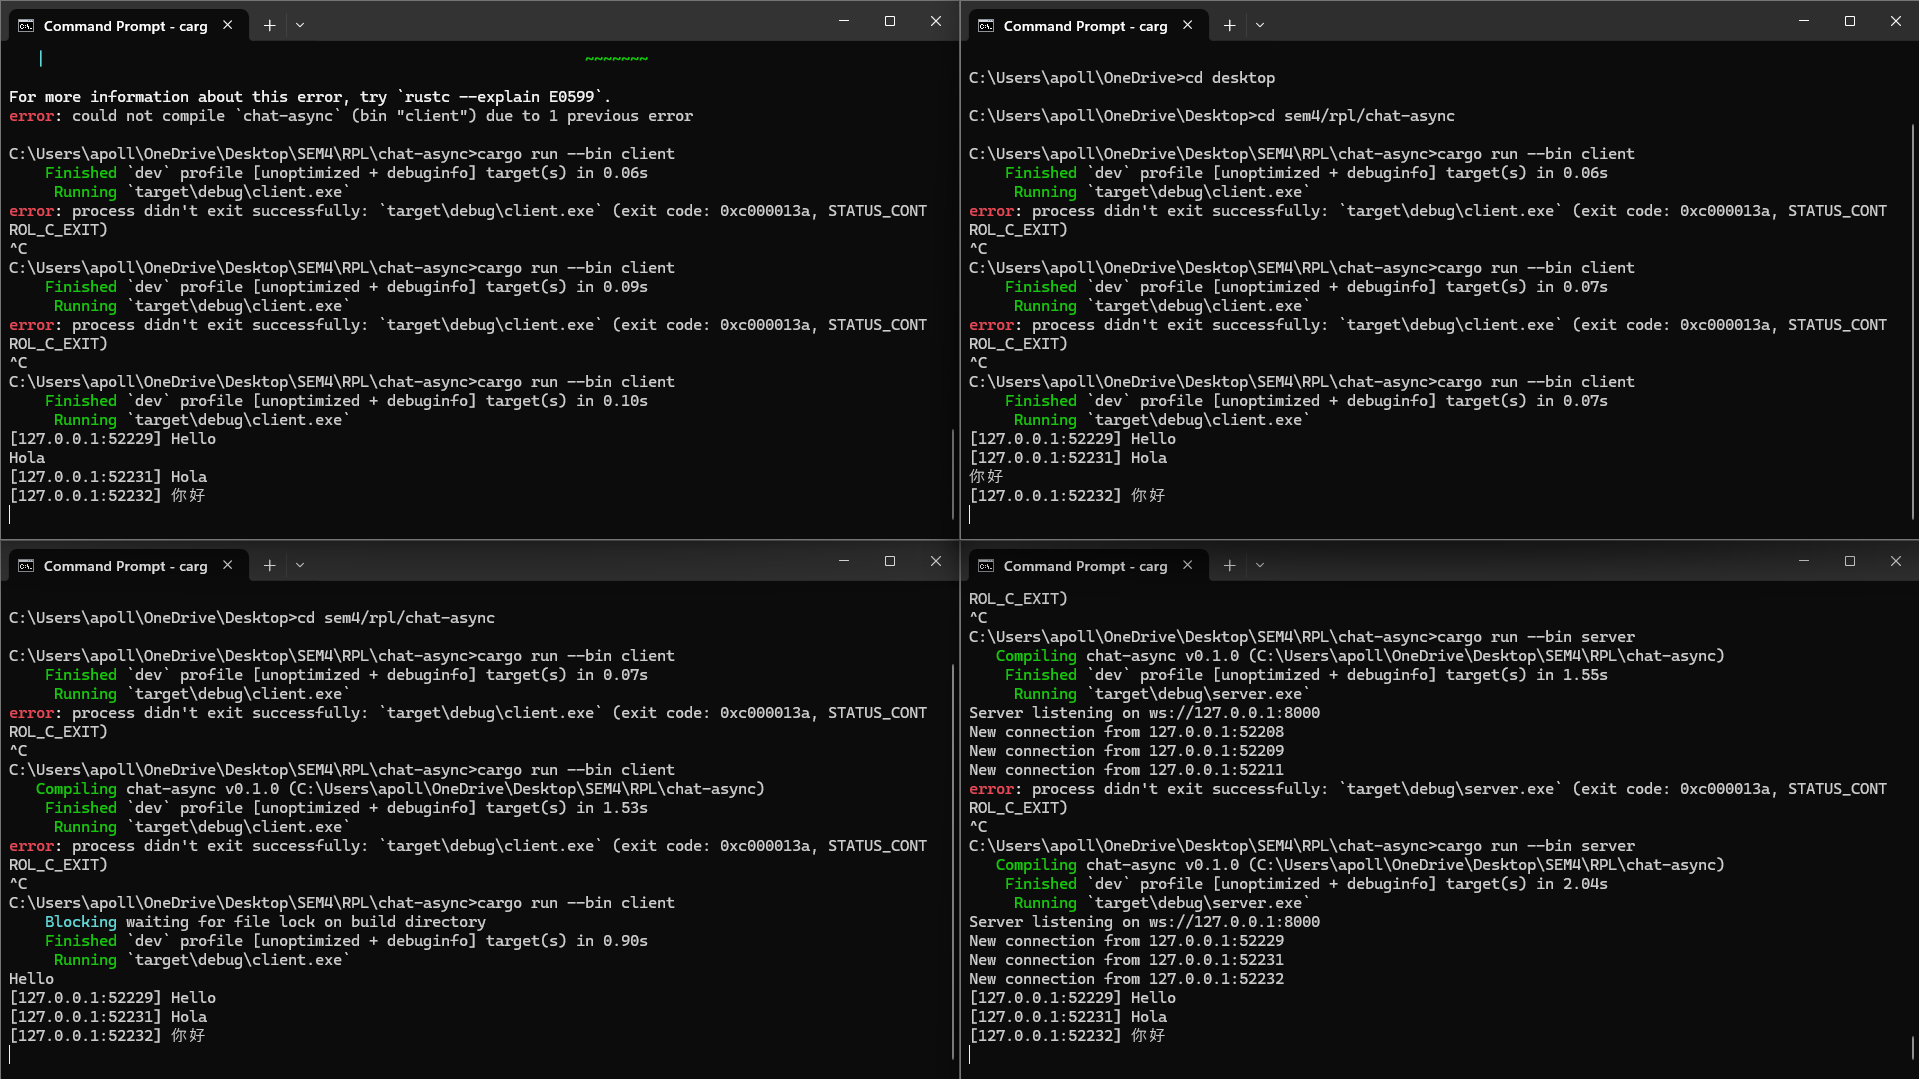 Command Prompt - carg
For more information about this error, try `rustc --explain E0599`.
error: could not compile `chat-async` (bin "client") due to 1 previous error
C:\Users\apoll\OneDrive\Desktop\SEM4\RPL\chat-async>cargo run --bin client
Finished `dev` profile [unoptimized + debuginfo] target(s) in 0.06s
Running `target\debug\client.exe`
error: process didn't exit successfully: `target\debug\client.exe` (exit code: 0xc000013a, STATUS_CONT
ROL_C_EXIT)
^C
C:\Users\apoll\OneDrive\Desktop\SEM4\RPL\chat-async>cargo run --bin client
Finished `dev` profile [unoptimized + debuginfo] target(s) in 0.09s
Running `target\debug\client.exe`
error: process didn't exit successfully: `target\debug\client.exe` (exit code: 0xc000013a, STATUS_CONT
ROL_C_EXIT)
^C
C:\Users\apoll\OneDrive\Desktop\SEM4\RPL\chat-async>cargo run --bin client
Finished `dev` profile [unoptimized + debuginfo] target(s) in 0.10s
Running `target\debug\client.exe`
[127.0.0.1:52229] Hello
Hola
[127.0.0.1:52231] Hola
[127.0.0.1:52232] 你好
Command Prompt - carg
C:\Users\apoll\OneDrive>cd desktop
C:\Users\apoll\OneDrive\Desktop>cd sem4/rpl/chat-async
C:\Users\apoll\OneDrive\Desktop\SEM4\RPL\chat-async>cargo run --bin client
Finished `dev` profile [unoptimized + debuginfo] target(s) in 0.06s
Running `target\debug\client.exe`
error: process didn't exit successfully: `target\debug\client.exe` (exit code: 0xc000013a, STATUS_CONT
ROL_C_EXIT)
^C
C:\Users\apoll\OneDrive\Desktop\SEM4\RPL\chat-async>cargo run --bin client
Finished `dev` profile [unoptimized + debuginfo] target(s) in 0.07s
Running `target\debug\client.exe`
error: process didn't exit successfully: `target\debug\client.exe` (exit code: 0xc000013a, STATUS_CONT
ROL_C_EXIT)
^C
C:\Users\apoll\OneDrive\Desktop\SEM4\RPL\chat-async>cargo run --bin client
Finished `dev` profile [unoptimized + debuginfo] target(s) in 0.07s
Running `target\debug\client.exe`
[127.0.0.1:52229] Hello
[127.0.0.1:52231] Hola
你好
[127.0.0.1:52232] 你好
Command Prompt - carg
C:\Users\apoll\OneDrive\Desktop>cd sem4/rpl/chat-async
C:\Users\apoll\OneDrive\Desktop\SEM4\RPL\chat-async>cargo run --bin client
Finished `dev` profile [unoptimized + debuginfo] target(s) in 0.07s
Running `target\debug\client.exe`
error: process didn't exit successfully: `target\debug\client.exe` (exit code: 0xc000013a, STATUS_CONT
ROL_C_EXIT)
^C
C:\Users\apoll\OneDrive\Desktop\SEM4\RPL\chat-async>cargo run --bin client
Compiling chat-async v0.1.0 (C:\Users\apoll\OneDrive\Desktop\SEM4\RPL\chat-async)
Finished `dev` profile [unoptimized + debuginfo] target(s) in 1.53s
Running `target\debug\client.exe`
error: process didn't exit successfully: `target\debug\client.exe` (exit code: 0xc000013a, STATUS_CONT
ROL_C_EXIT)
^C
C:\Users\apoll\OneDrive\Desktop\SEM4\RPL\chat-async>cargo run --bin client
Blocking waiting for file lock on build directory
Finished `dev` profile [unoptimized + debuginfo] target(s) in 0.90s
Running `target\debug\client.exe`
Hello
[127.0.0.1:52229] Hello
[127.0.0.1:52231] Hola
[127.0.0.1:52232] 你好
Command Prompt - carg
ROL_C_EXIT)
^C
C:\Users\apoll\OneDrive\Desktop\SEM4\RPL\chat-async>cargo run --bin server
Compiling chat-async v0.1.0 (C:\Users\apoll\OneDrive\Desktop\SEM4\RPL\chat-async)
Finished `dev` profile [unoptimized + debuginfo] target(s) in 1.55s
Running `target\debug\server.exe`
Server listening on ws://127.0.0.1:8000
New connection from 127.0.0.1:52208
New connection from 127.0.0.1:52209
New connection from 127.0.0.1:52211
error: process didn't exit successfully: `target\debug\server.exe` (exit code: 0xc000013a, STATUS_CONT
ROL_C_EXIT)
^C
C:\Users\apoll\OneDrive\Desktop\SEM4\RPL\chat-async>cargo run --bin server
Compiling chat-async v0.1.0 (C:\Users\apoll\OneDrive\Desktop\SEM4\RPL\chat-async)
Finished `dev` profile [unoptimized + debuginfo] target(s) in 2.04s
Running `target\debug\server.exe`
Server listening on ws://127.0.0.1:8000
New connection from 127.0.0.1:52229
New connection from 127.0.0.1:52231
New connection from 127.0.0.1:52232
[127.0.0.1:52229] Hello
[127.0.0.1:52231] Hola
[127.0.0.1:52232] 你好